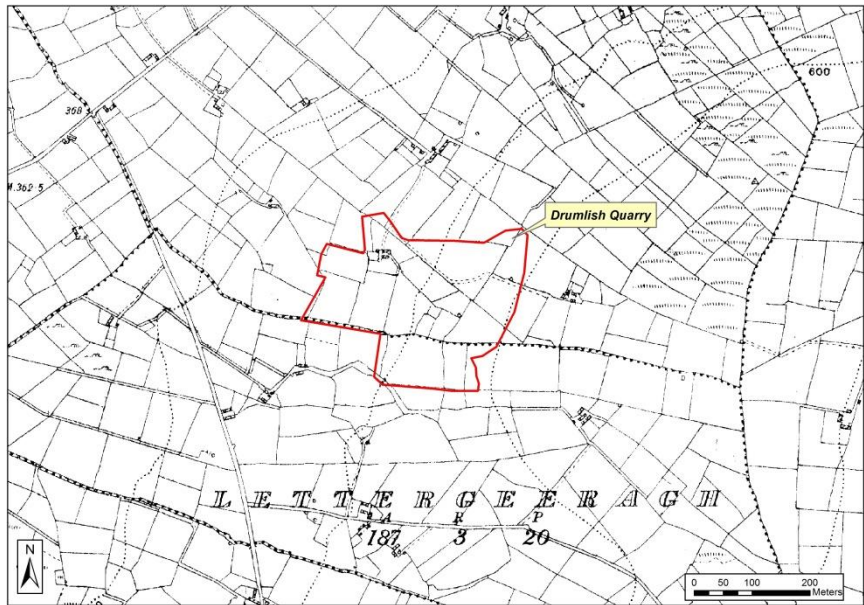 600
368
M.362·5
Drumlish Quarry
LETTERGEERAGH
A R P
187 3 20
N
0 50 100 200
Meters